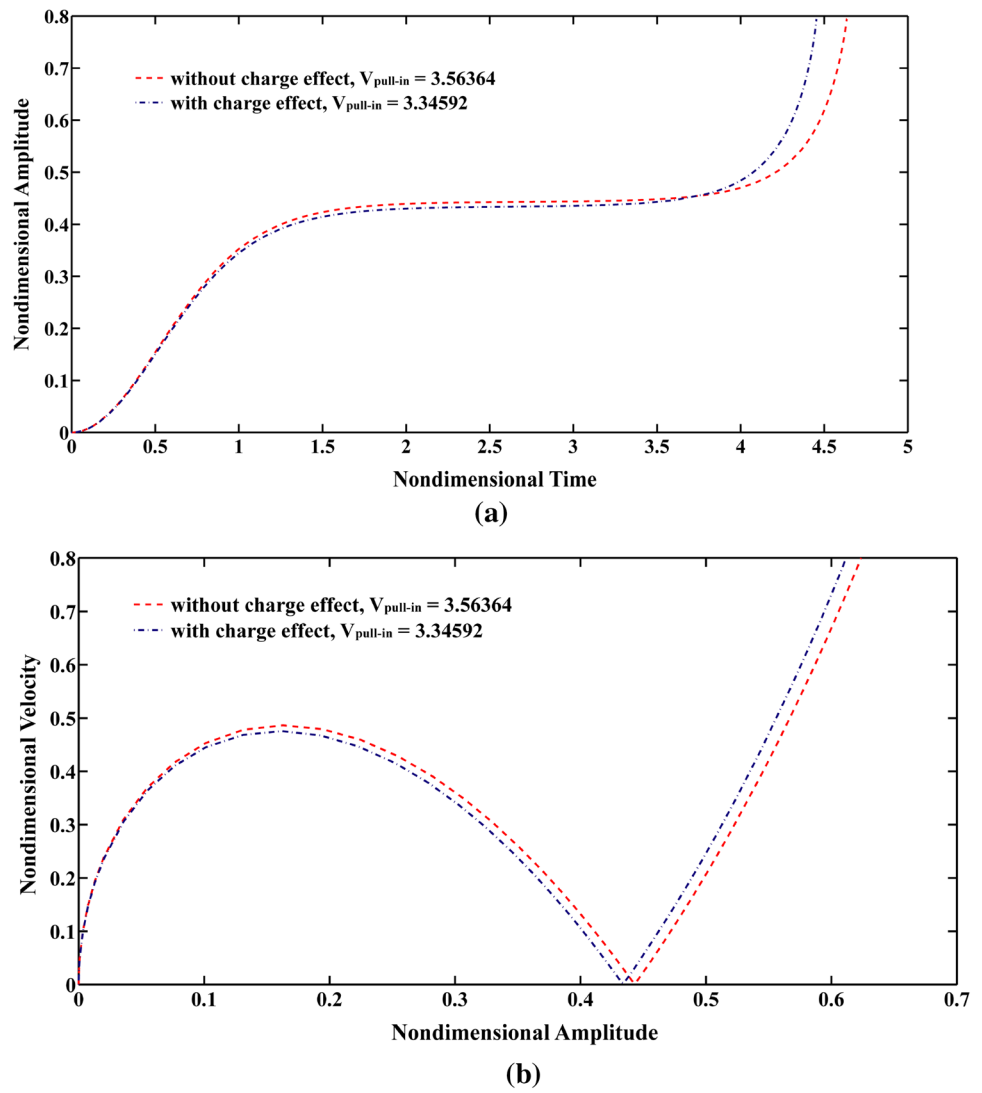 0.8
0.7
0.6
0.5
0.4
0.3
0.2
0.1
0
Nondimensional Amplitude
without charge effect, Vpull-in = 3.56364
with charge effect, Vpull-in = 3.34592
0 0.5 1 1.5 2 2.5 3 3.5 4 4.5 5
Nondimensional Time
(a)
0.8
0.7
0.6
0.5
0.4
0.3
0.2
0.1
0
Nondimensional Velocity
without charge effect, Vpull-in = 3.56364
with charge effect, Vpull-in = 3.34592
0 0.1 0.2 0.3 0.4 0.5 0.6 0.7
Nondimensional Amplitude
(b)